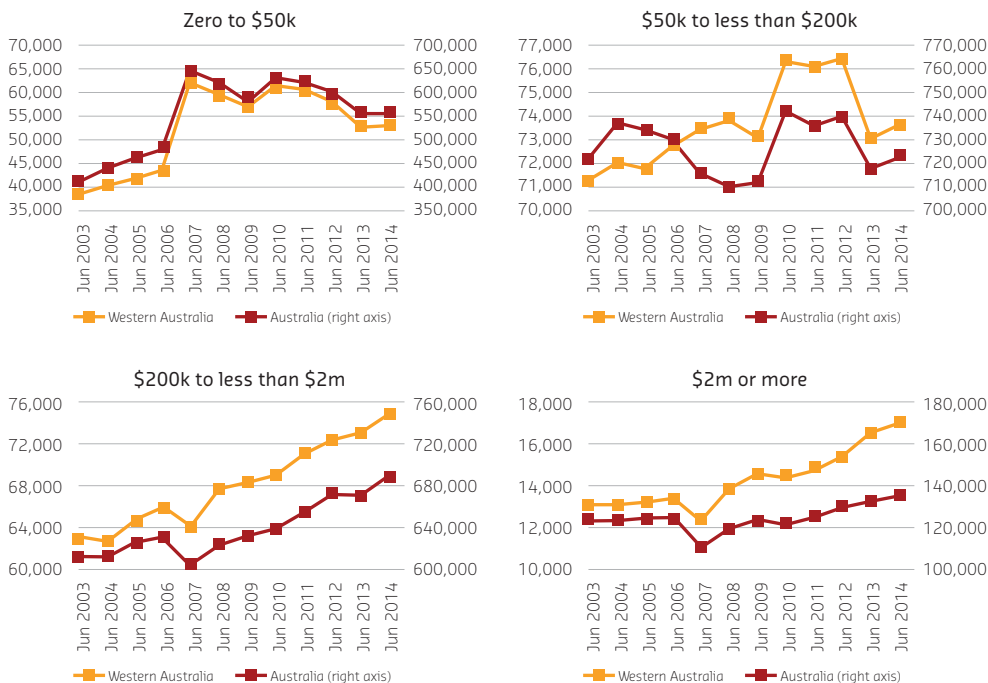 Zero to $50k
70,000 700,000
65,000 650,000
60,000 600,000
55,000 550,000
50,000 500,000
45,000 450,000
40,000 400,000
35,000 350,000
Jun 2003 Jun 2004 Jun 2005 Jun 2006 Jun 2007 Jun 2008 Jun 2009 Jun 2010 Jun 2011 Jun 2012 Jun 2013 Jun 2014
Western Australia Australia (right axis)
$50k to less than $200k
77,000 770,000
76,000 760,000
75,000 750,000
74,000 740,000
73,000 730,000
72,000 720,000
71,000 710,000
70,000 700,000
Jun 2003 Jun 2004 Jun 2005 Jun 2006 Jun 2007 Jun 2008 Jun 2009 Jun 2010 Jun 2011 Jun 2012 Jun 2013 Jun 2014
Western Australia Australia (right axis)
$200k to less than $2m
76,000 760,000
72,000 720,000
68,000 680,000
64,000 640,000
60,000 600,000
Jun 2003 Jun 2004 Jun 2005 Jun 2006 Jun 2007 Jun 2008 Jun 2009 Jun 2010 Jun 2011 Jun 2012 Jun 2013 Jun 2014
Western Australia Australia (right axis)
$2m or more
18,000 180,000
16,000 160,000
14,000 140,000
12,000 120,000
10,000 100,000
Jun 2003 Jun 2004 Jun 2005 Jun 2006 Jun 2007 Jun 2008 Jun 2009 Jun 2010 Jun 2011 Jun 2012 Jun 2013 Jun 2014
Western Australia Australia (right axis)